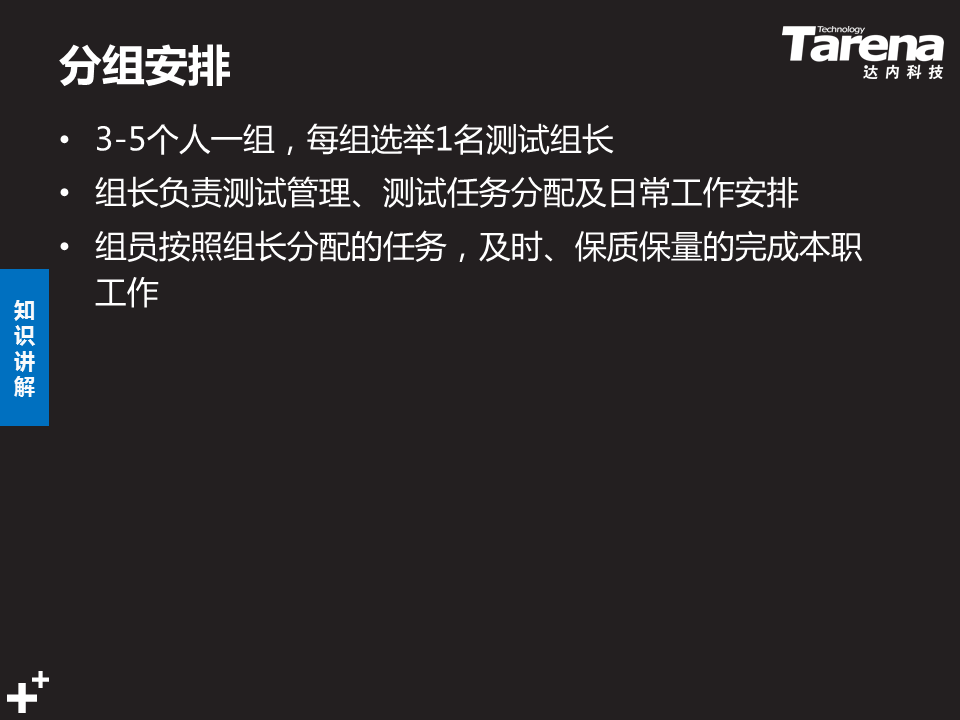 分组安排
Technology
Tarena
达内科技
• 3-5个人一组，每组选举1名测试组长
• 组长负责测试管理、测试任务分配及日常工作安排
• 组员按照组长分配的任务，及时、保质保量的完成本职
工作
知
识
讲
解